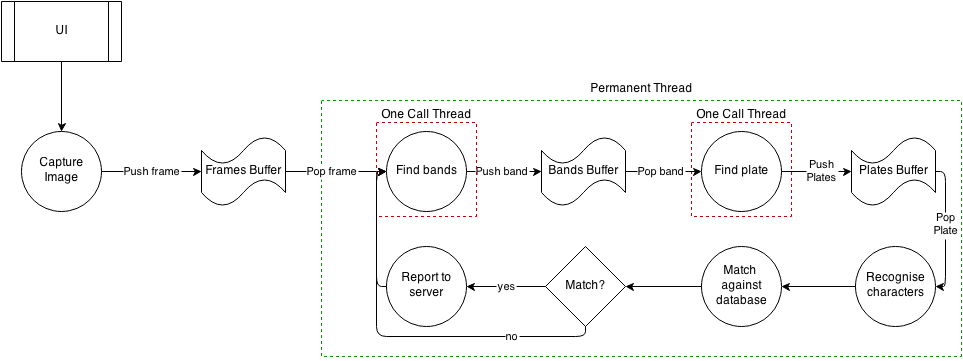 UI
Permanent Thread
One Call Thread
One Call Thread
Capture
Image
Push frame
Frames Buffer
Pop frame
Find bands
Push band
Bands Buffer
Pop band
Find plate
Push
Plates
Plates Buffer
Pop
Plate
Report to
server
yes
Match?
Match
against
database
Recognise
characters
no